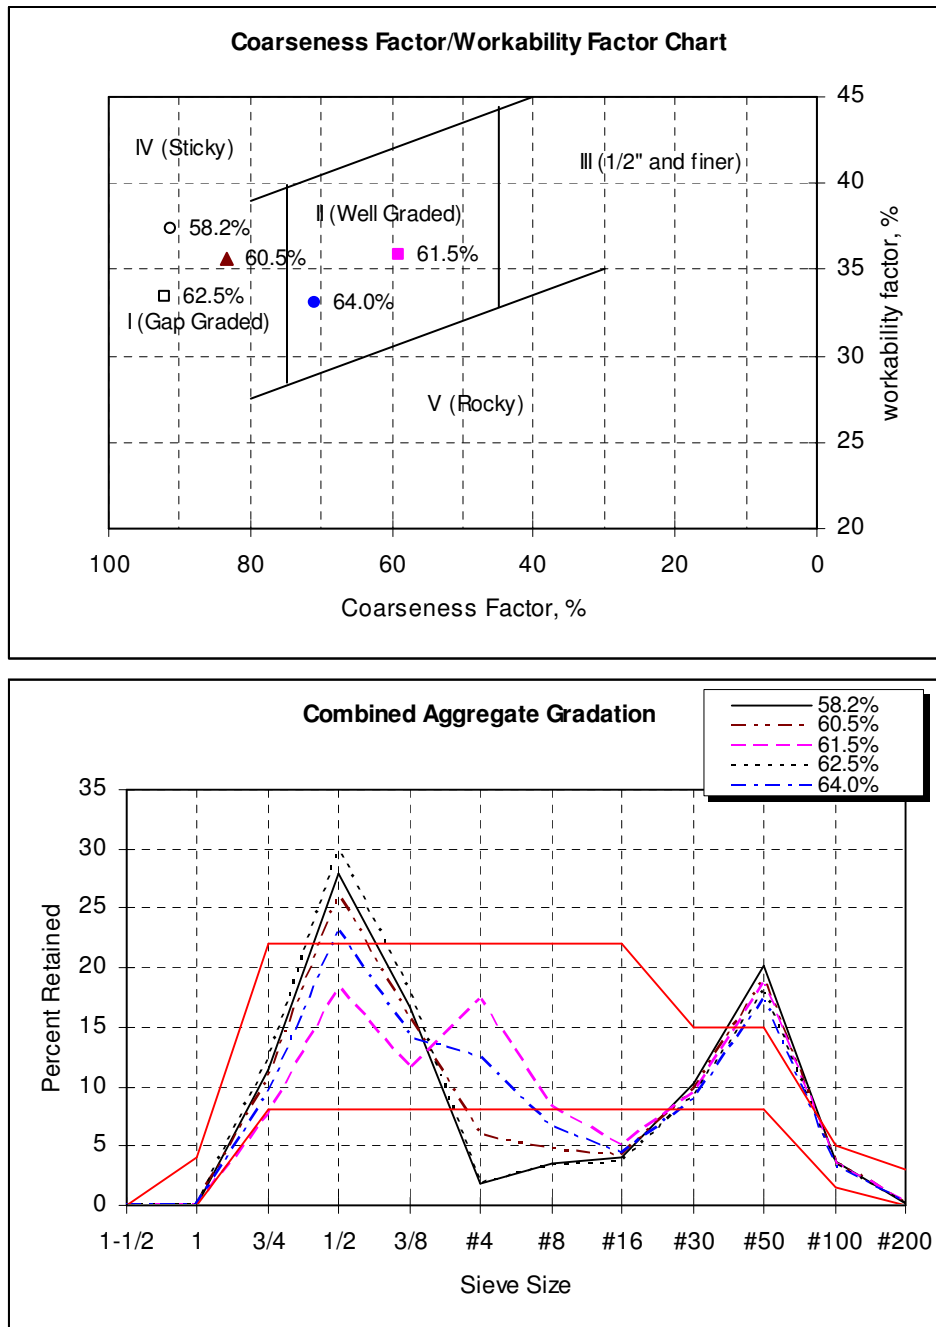 Coarseness Factor/Workability Factor Chart
45
IV (Sticky)
III (1/2" and finer)
40
II (Well Graded)
58.2%
60.5%
61.5%
35
62.5%
64.0%
I (Gap Graded)
30
V (Rocky)
25
20
workability factor, %
100 80 60 40 20 0
Coarseness Factor, %
Combined Aggregate Gradation
58.2%
60.5%
61.5%
62.5%
64.0%
35
30
25
20
15
10
5
0
Percent Retained
1-1/2 1 3/4 1/2 3/8 #4 #8 #16 #30 #50 #100 #200
Sieve Size